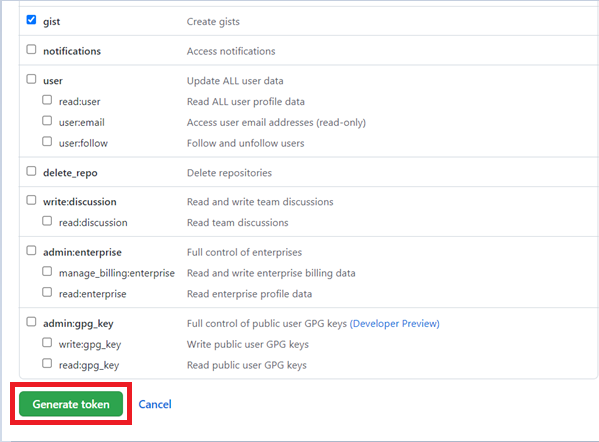 gist Create gists
notifications Access notifications
user Update ALL user data
read:user Read ALL user profile data
user:email Access user email addresses (read-only)
user:follow Follow and unfollow users
delete_repo Delete repositories
write:discussion Read and write team discussions
read:discussion Read team discussions
admin:enterprise Full control of enterprises
manage_billing:enterprise Read and write enterprise billing data
read:enterprise Read enterprise profile data
admin:gpg_key Full control of public user GPG keys (Developer Preview)
write:gpg_key Write public user GPG keys
read:gpg_key Read public user GPG keys
Generate token Cancel